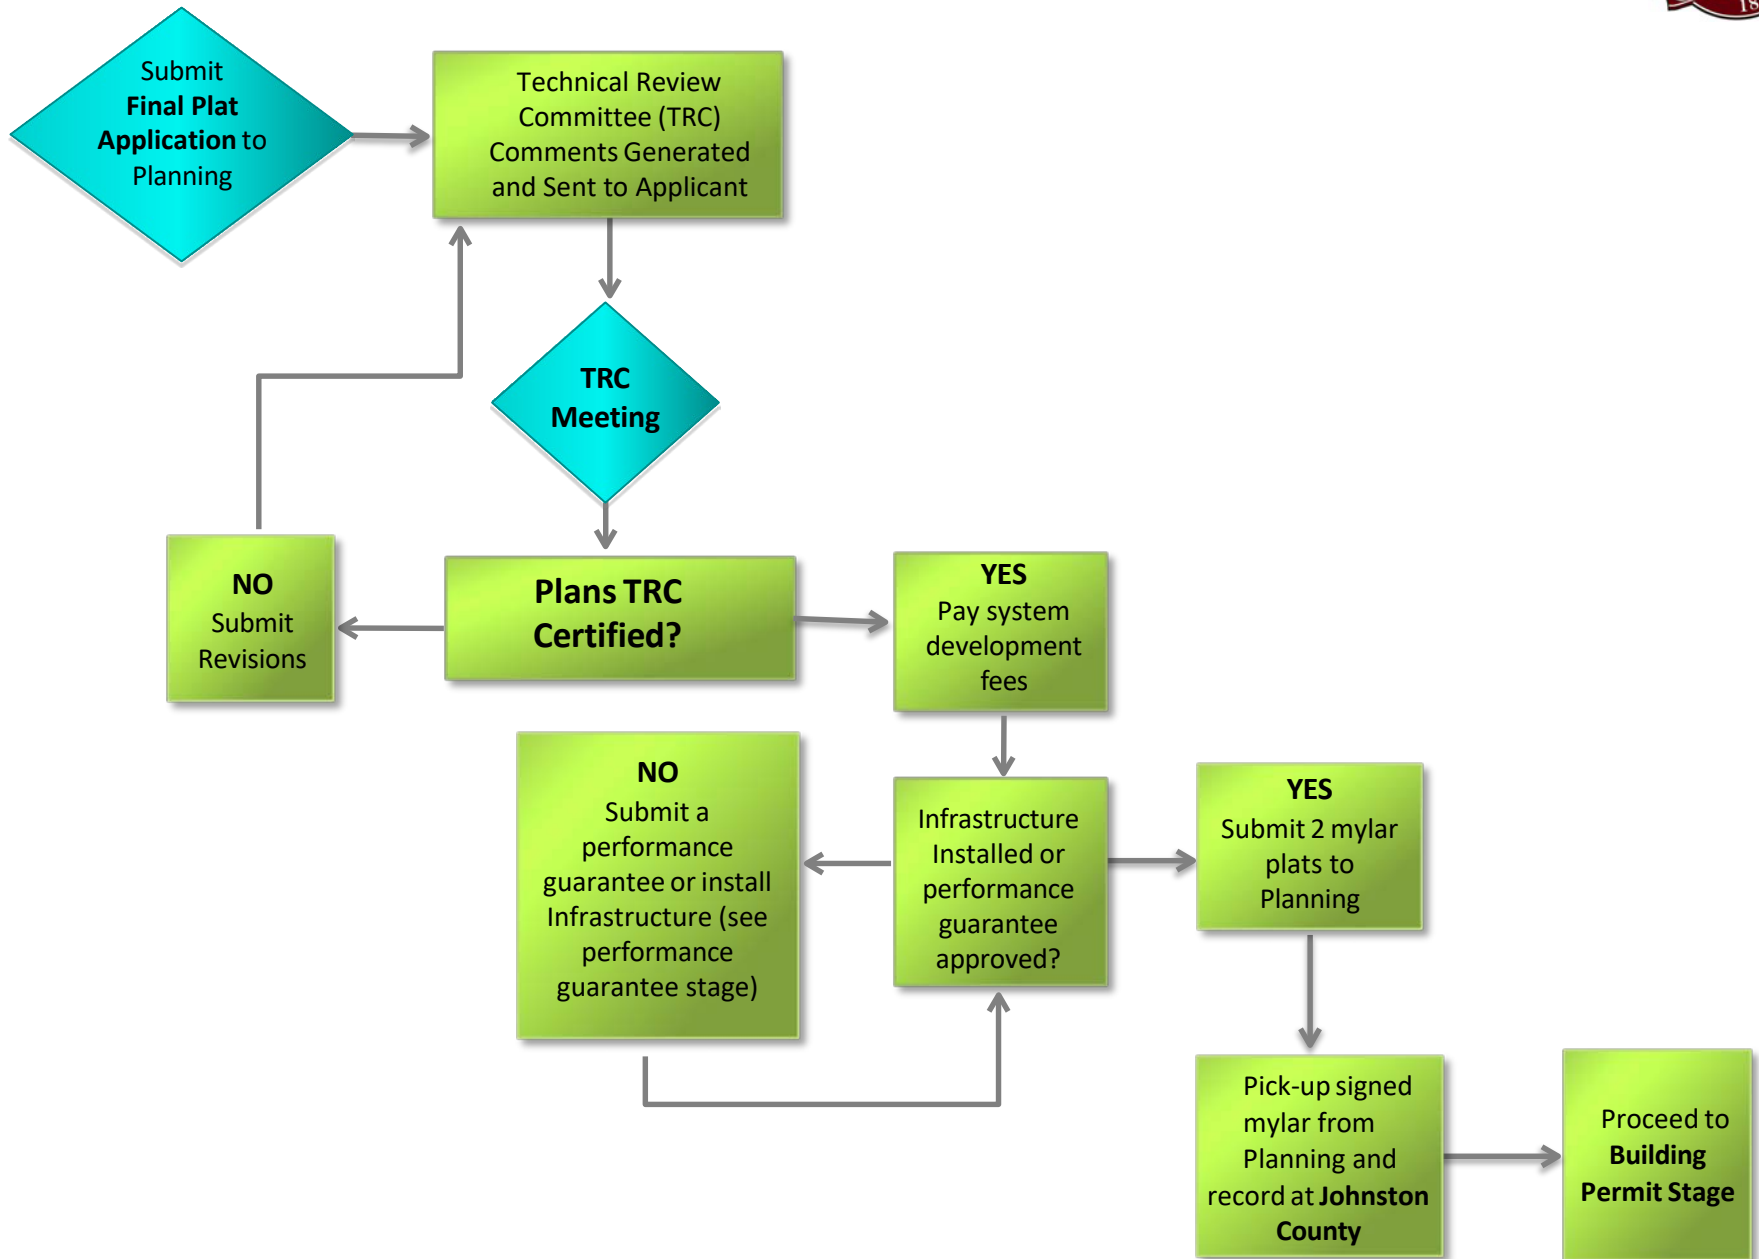 Submit
Final Plat
Application to
Planning
Technical Review
Committee (TRC)
Comments Generated
and Sent to Applicant
TRC
Meeting
NO
Submit
Revisions
Plans TRC
Certified?
YES
Pay system
development
fees
NO
Submit a
performance
guarantee or install
Infrastructure (see
performance
guarantee stage)
Infrastructure
Installed or
performance
guarantee
approved?
YES
Submit 2 mylar
plats to
Planning
Pick-up signed
mylar from
Planning and
record at Johnston
County
Proceed to
Building
Permit Stage